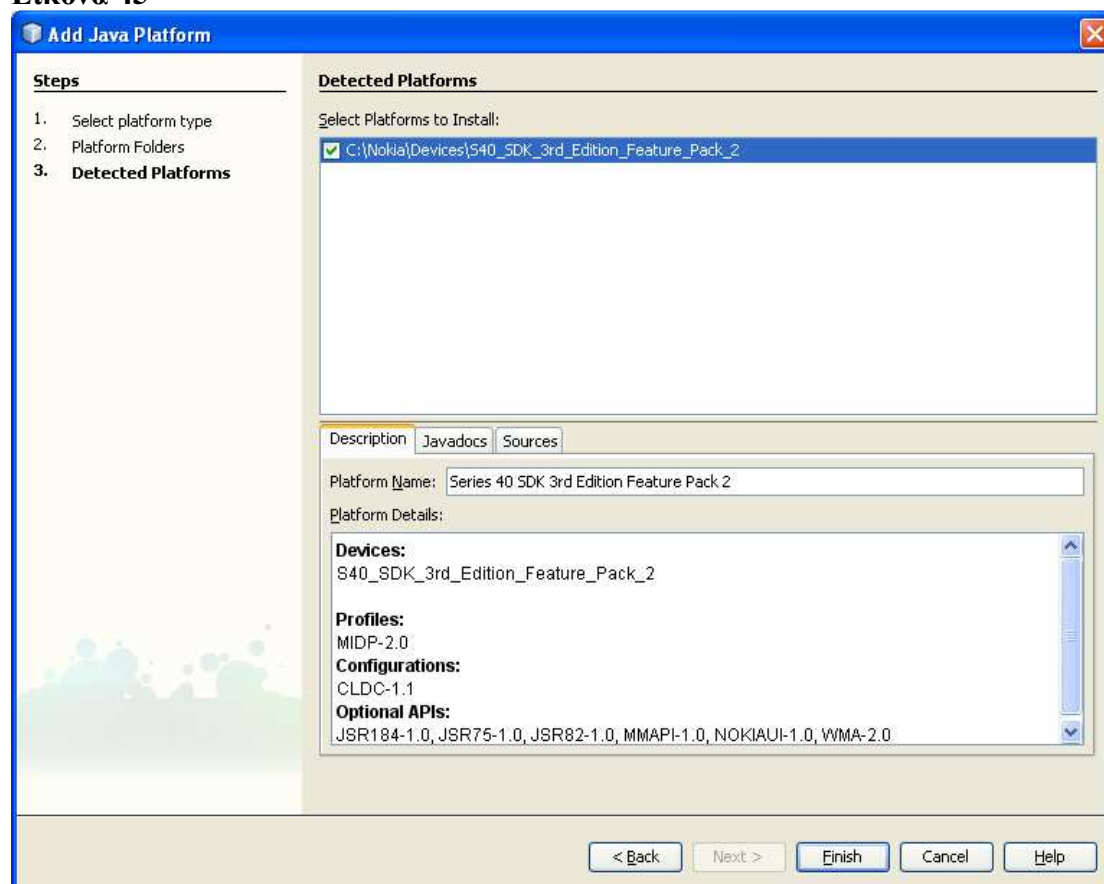 Εικόνα 45
Add Java Platform
Steps
1. Select platform type
2. Platform Folders
3. Detected Platforms
Detected Platforms
Select Platforms to Install:
C:\Nokia\Devices\S40_SDK_3rd_Edition_Feature_Pack_2
Description Javadocs Sources
Platform Name: Series 40 SDK 3rd Edition Feature Pack 2
Platform Details:
Devices:
S40_SDK_3rd_Edition_Feature_Pack_2
Profiles:
MIDP-2.0
Configurations:
CLDC-1.1
Optional APIs:
JSR184-1.0, JSR75-1.0, JSR82-1.0, MMAPI-1.0, NOKIAUI-1.0, WMA-2.0
< Back Next > Finish Cancel Help